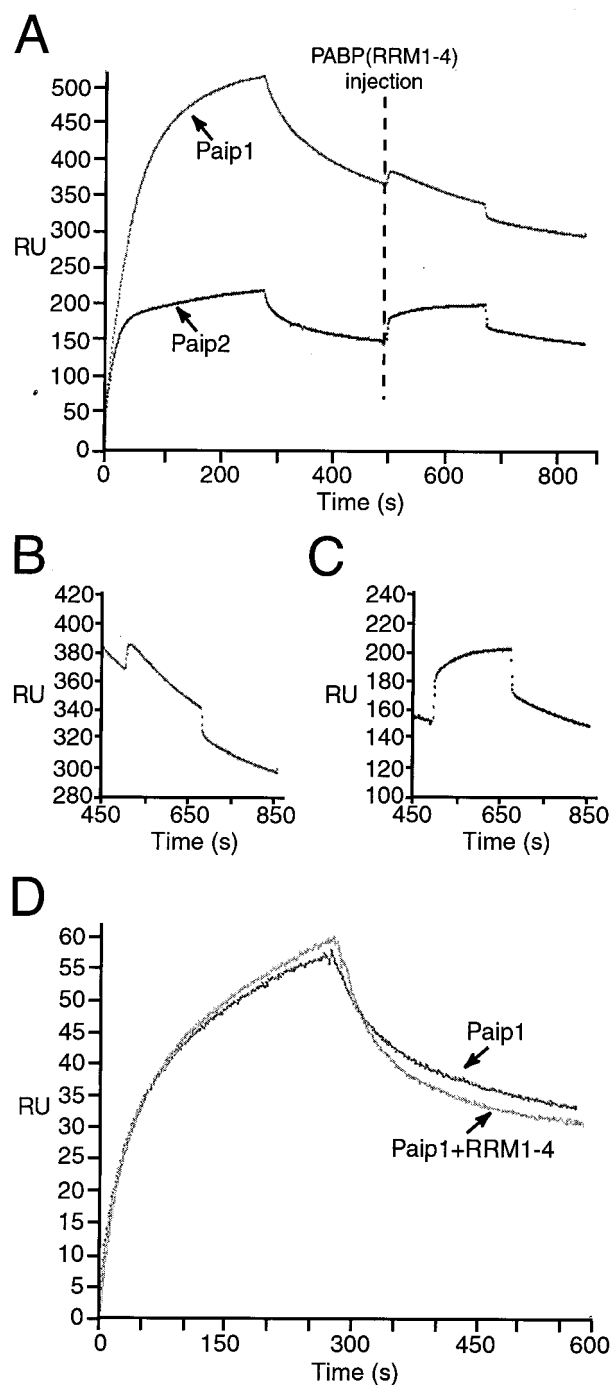 A
PABP(RRM1-4)
injection
500
450
400
350
300
250
200
150
100
50
0
RU
Paip1
Paip2
0 200 400 600 800
Time (s)
B
420
400
380
360
340
320
300
280
RU
450 650 850
Time (s)
C
240
220
200
180
160
140
120
100
RU
450 650 850
Time (s)
D
60
55
50
45
40
35
30
25
20
15
10
5
0
RU
Paip1
Paip1+RRM1-4
0 150 300 450 600
Time (s)